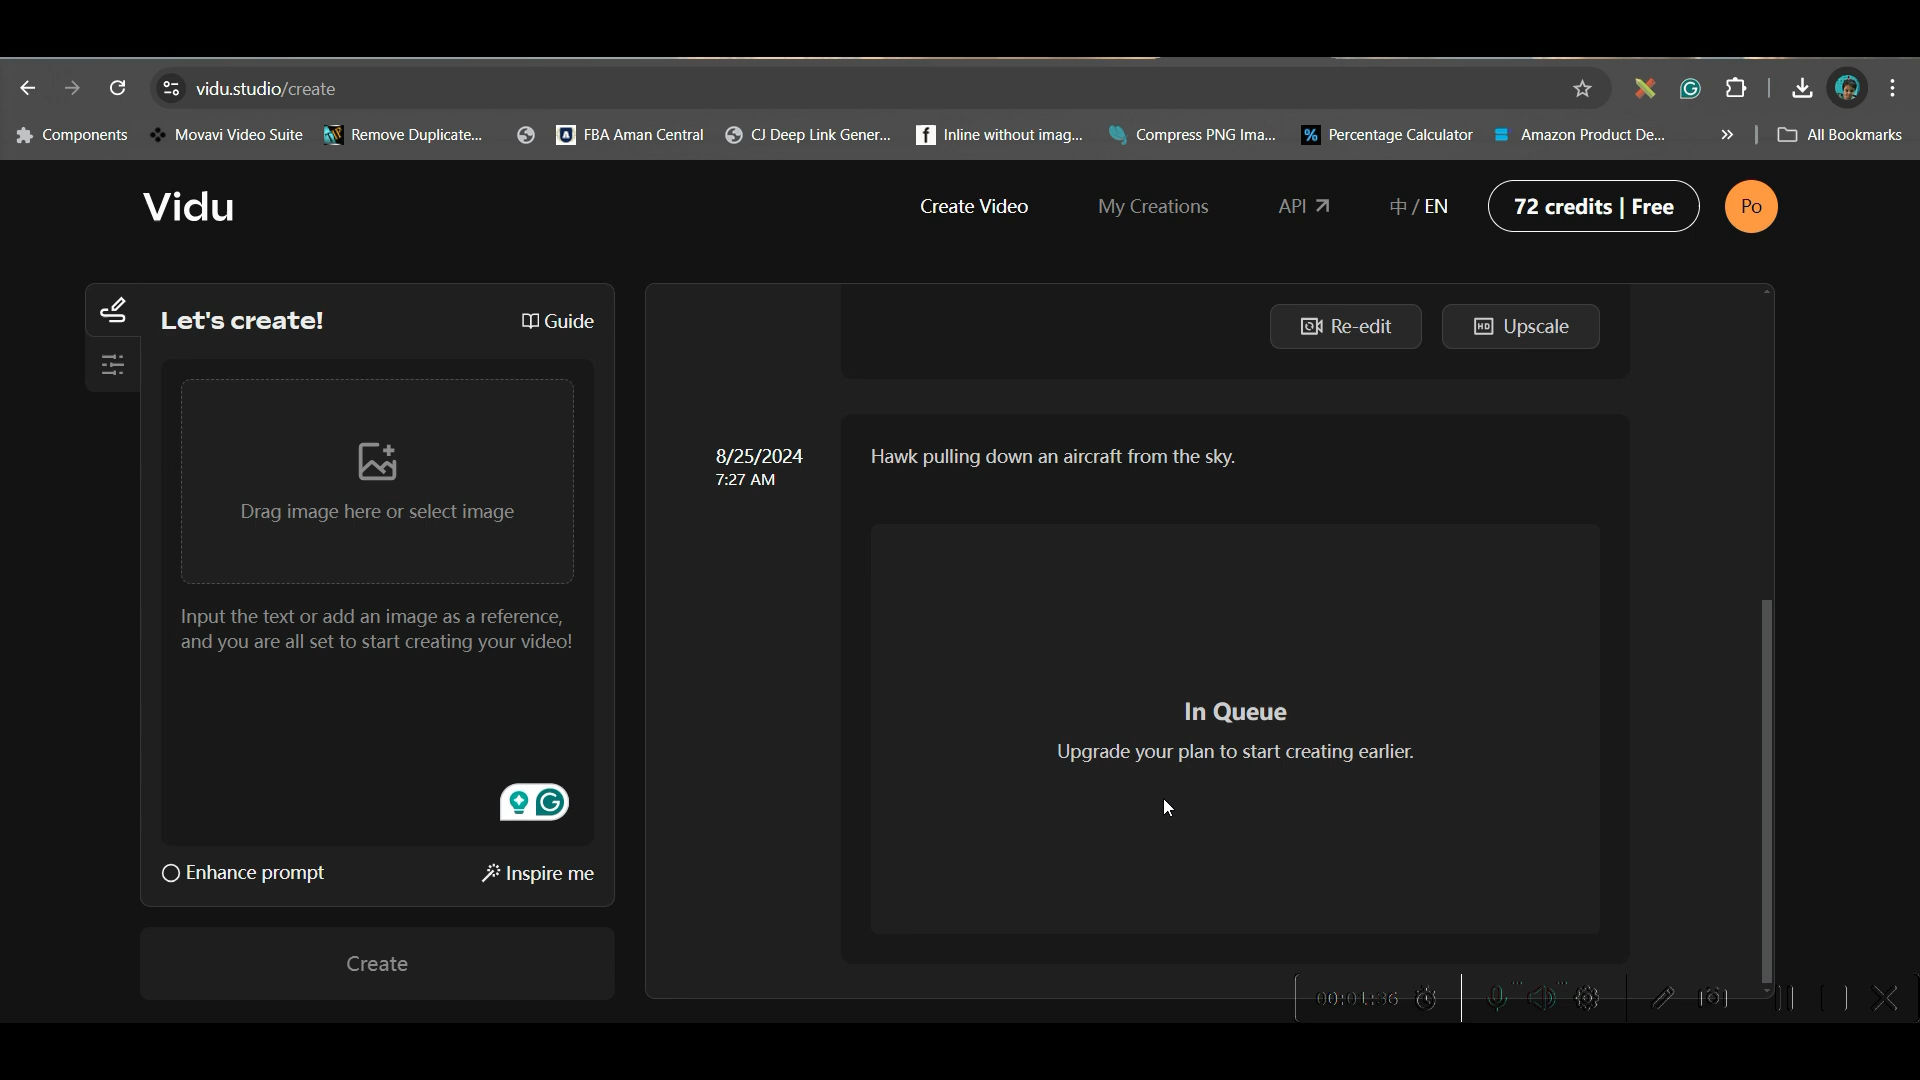 vidu.studio/create
Components
Movavi Video Suite
Remove Duplicate...
FBA Aman Central
CJ Deep Link Gener...
f
Inline without imag...
Compress PNG Ima...
%
Percentage Calculator
Amazon Product De...
»
All Bookmarks
Vidu
Create Video
My Creations
API
中 / EN
72 credits | Free
Po
Let's create!
Guide
Drag image here or select image
Input the text or add an image as a reference,
and you are all set to start creating your video!
Enhance prompt
Inspire me
Create
Re-edit
HD
Upscale
8/25/2024
7:27 AM
Hawk pulling down an aircraft from the sky.
In Queue
Upgrade your plan to start creating earlier.
00:01:36